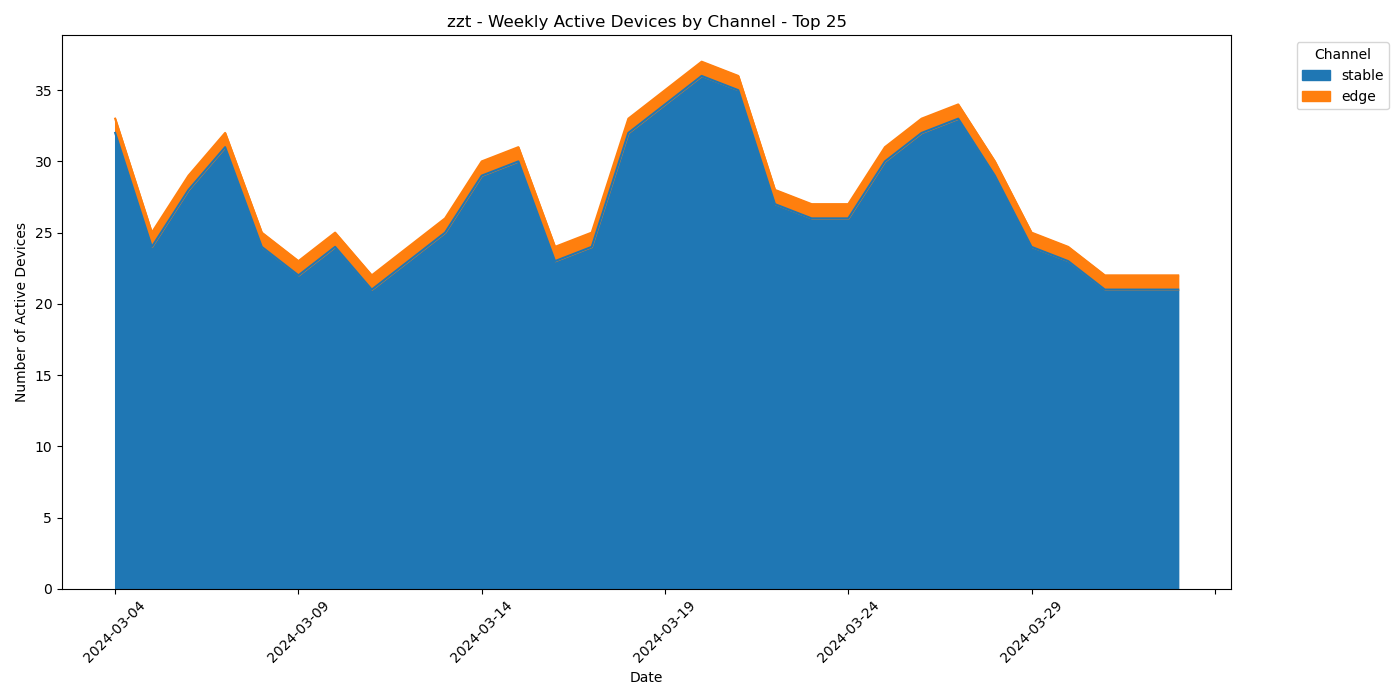 zzt - Weekly Active Devices by Channel - Top 25
Channel
stable
edge
Number of Active Devices
35
30
25
20
15
10
5
0
2024-03-04
2024-03-09
2024-03-14
2024-03-19
2024-03-24
2024-03-29
Date